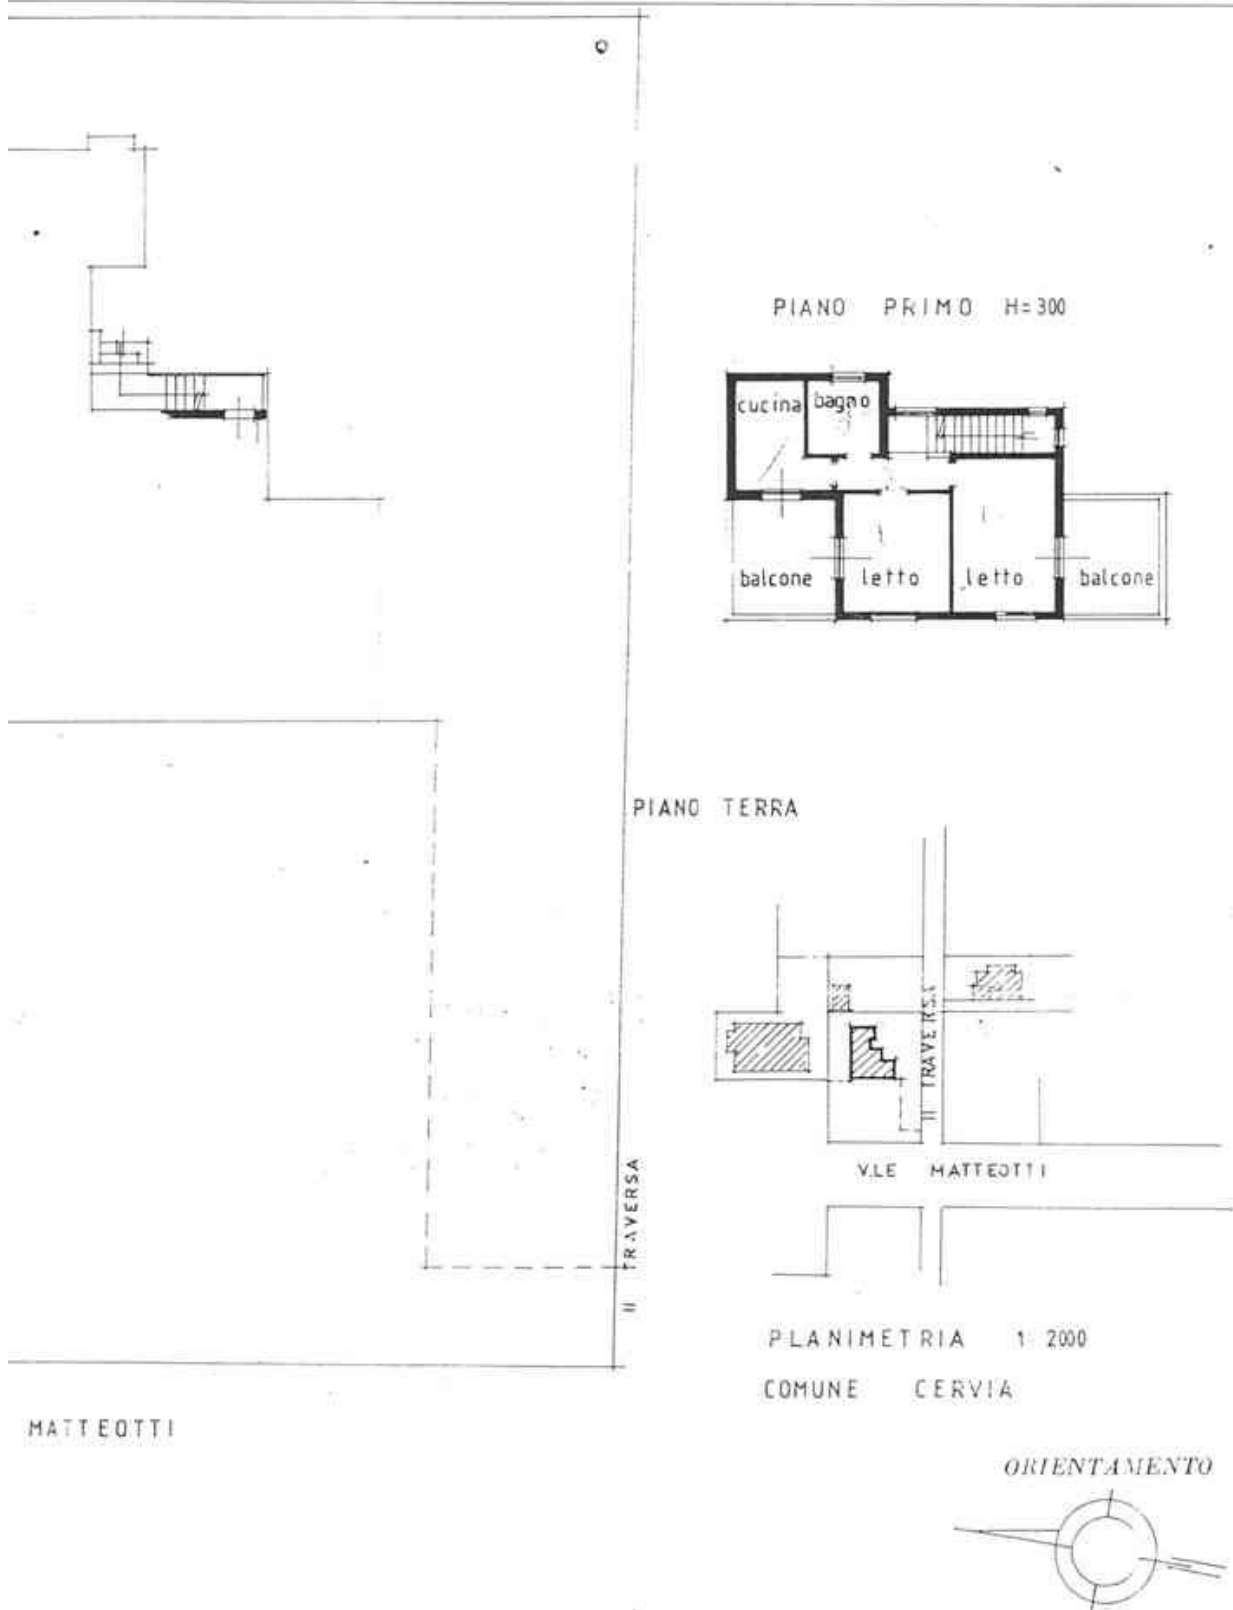 PIANO PRIMO H=300
cucina bagno
balcone letto letto balcone
PIANO TERRA
II TRAVERSA
II TRAVERSA
V.LE MATTEOTTI
PLANIMETRIA 1:2000
COMUNE CERVIA
MATTEOTTI
ORIENTAMENTO